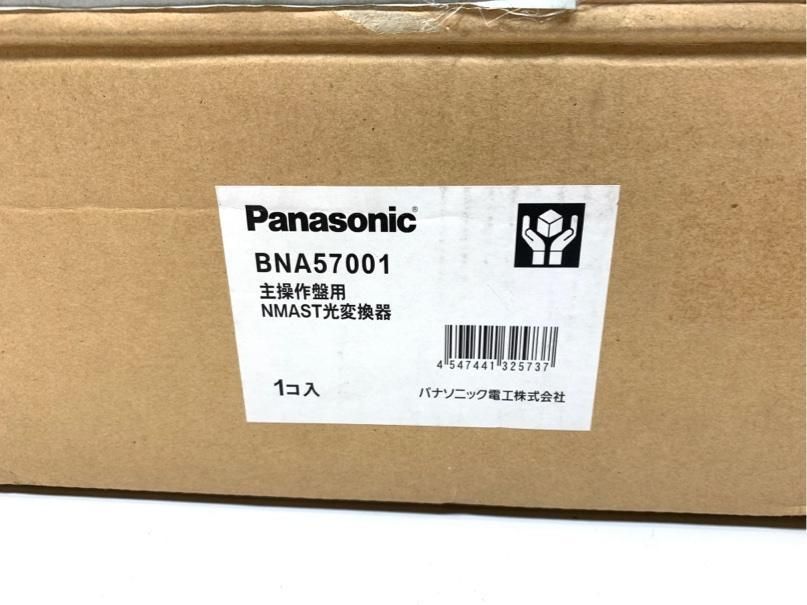 Panasonic®
BNA57001
主操作盤用
NMAST光変換器
4 547441 325737
1コ入
パナソニック電工株式会社